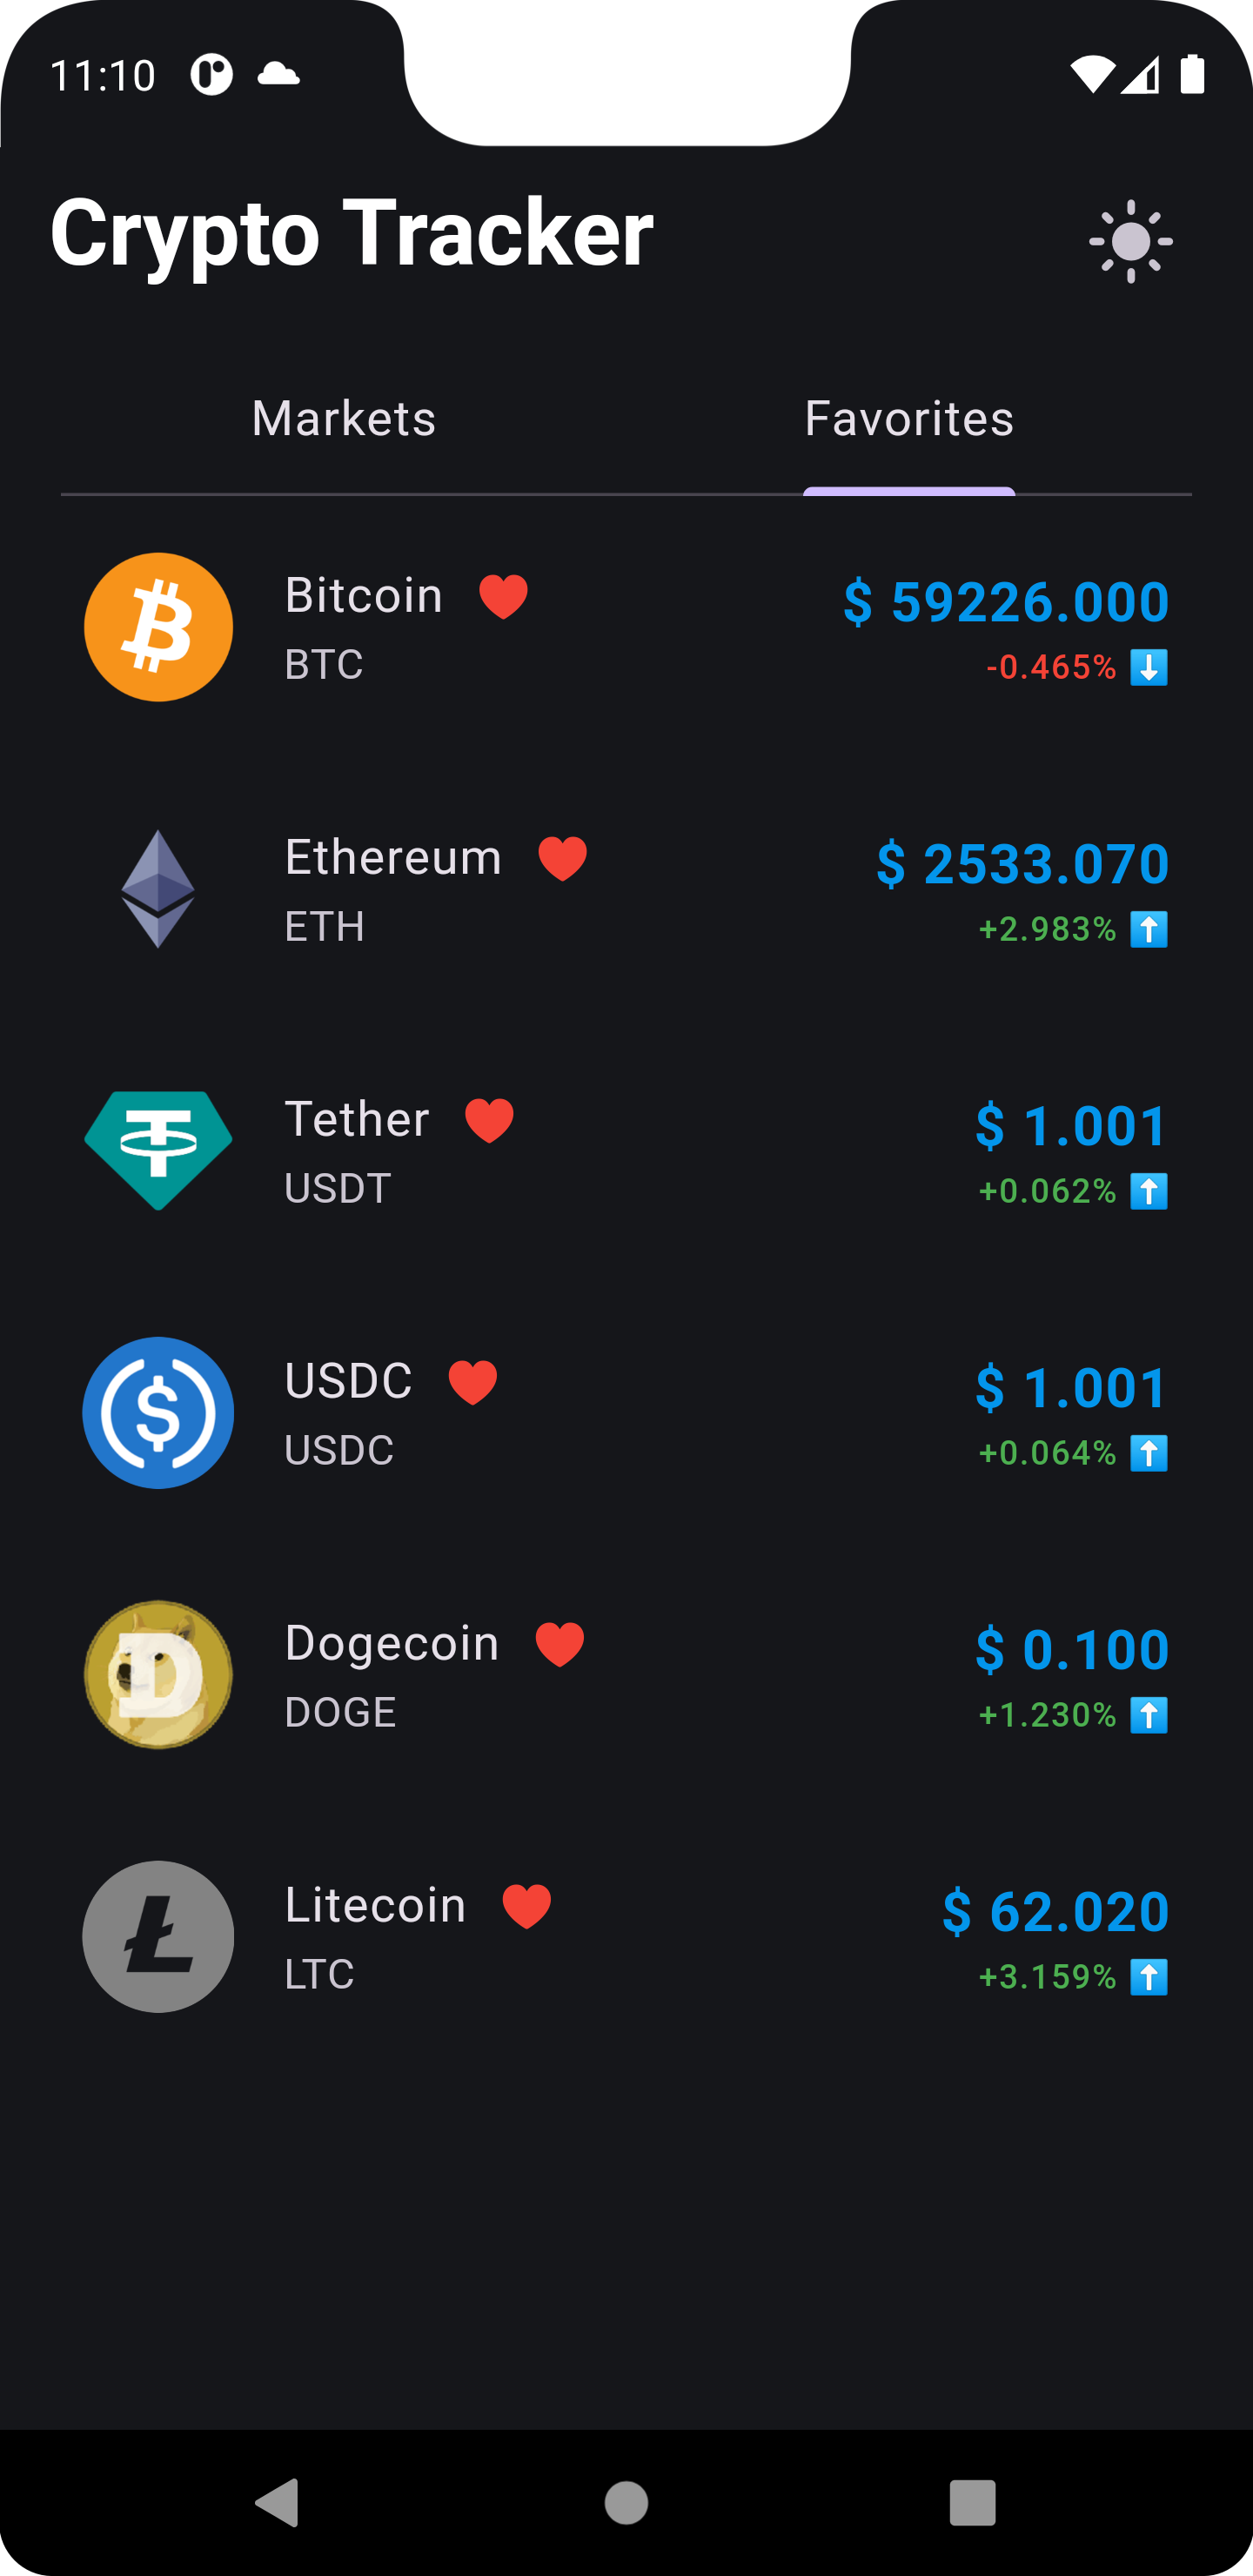 11:10
Crypto Tracker
Markets Favorites
Bitcoin $ 59226.000
BTC -0.465%
Ethereum $ 2533.070
ETH +2.983%
Tether $ 1.001
USDT +0.062%
USDC $ 1.001
USDC +0.064%
Dogecoin $ 0.100
DOGE +1.230%
Litecoin $ 62.020
LTC +3.159%